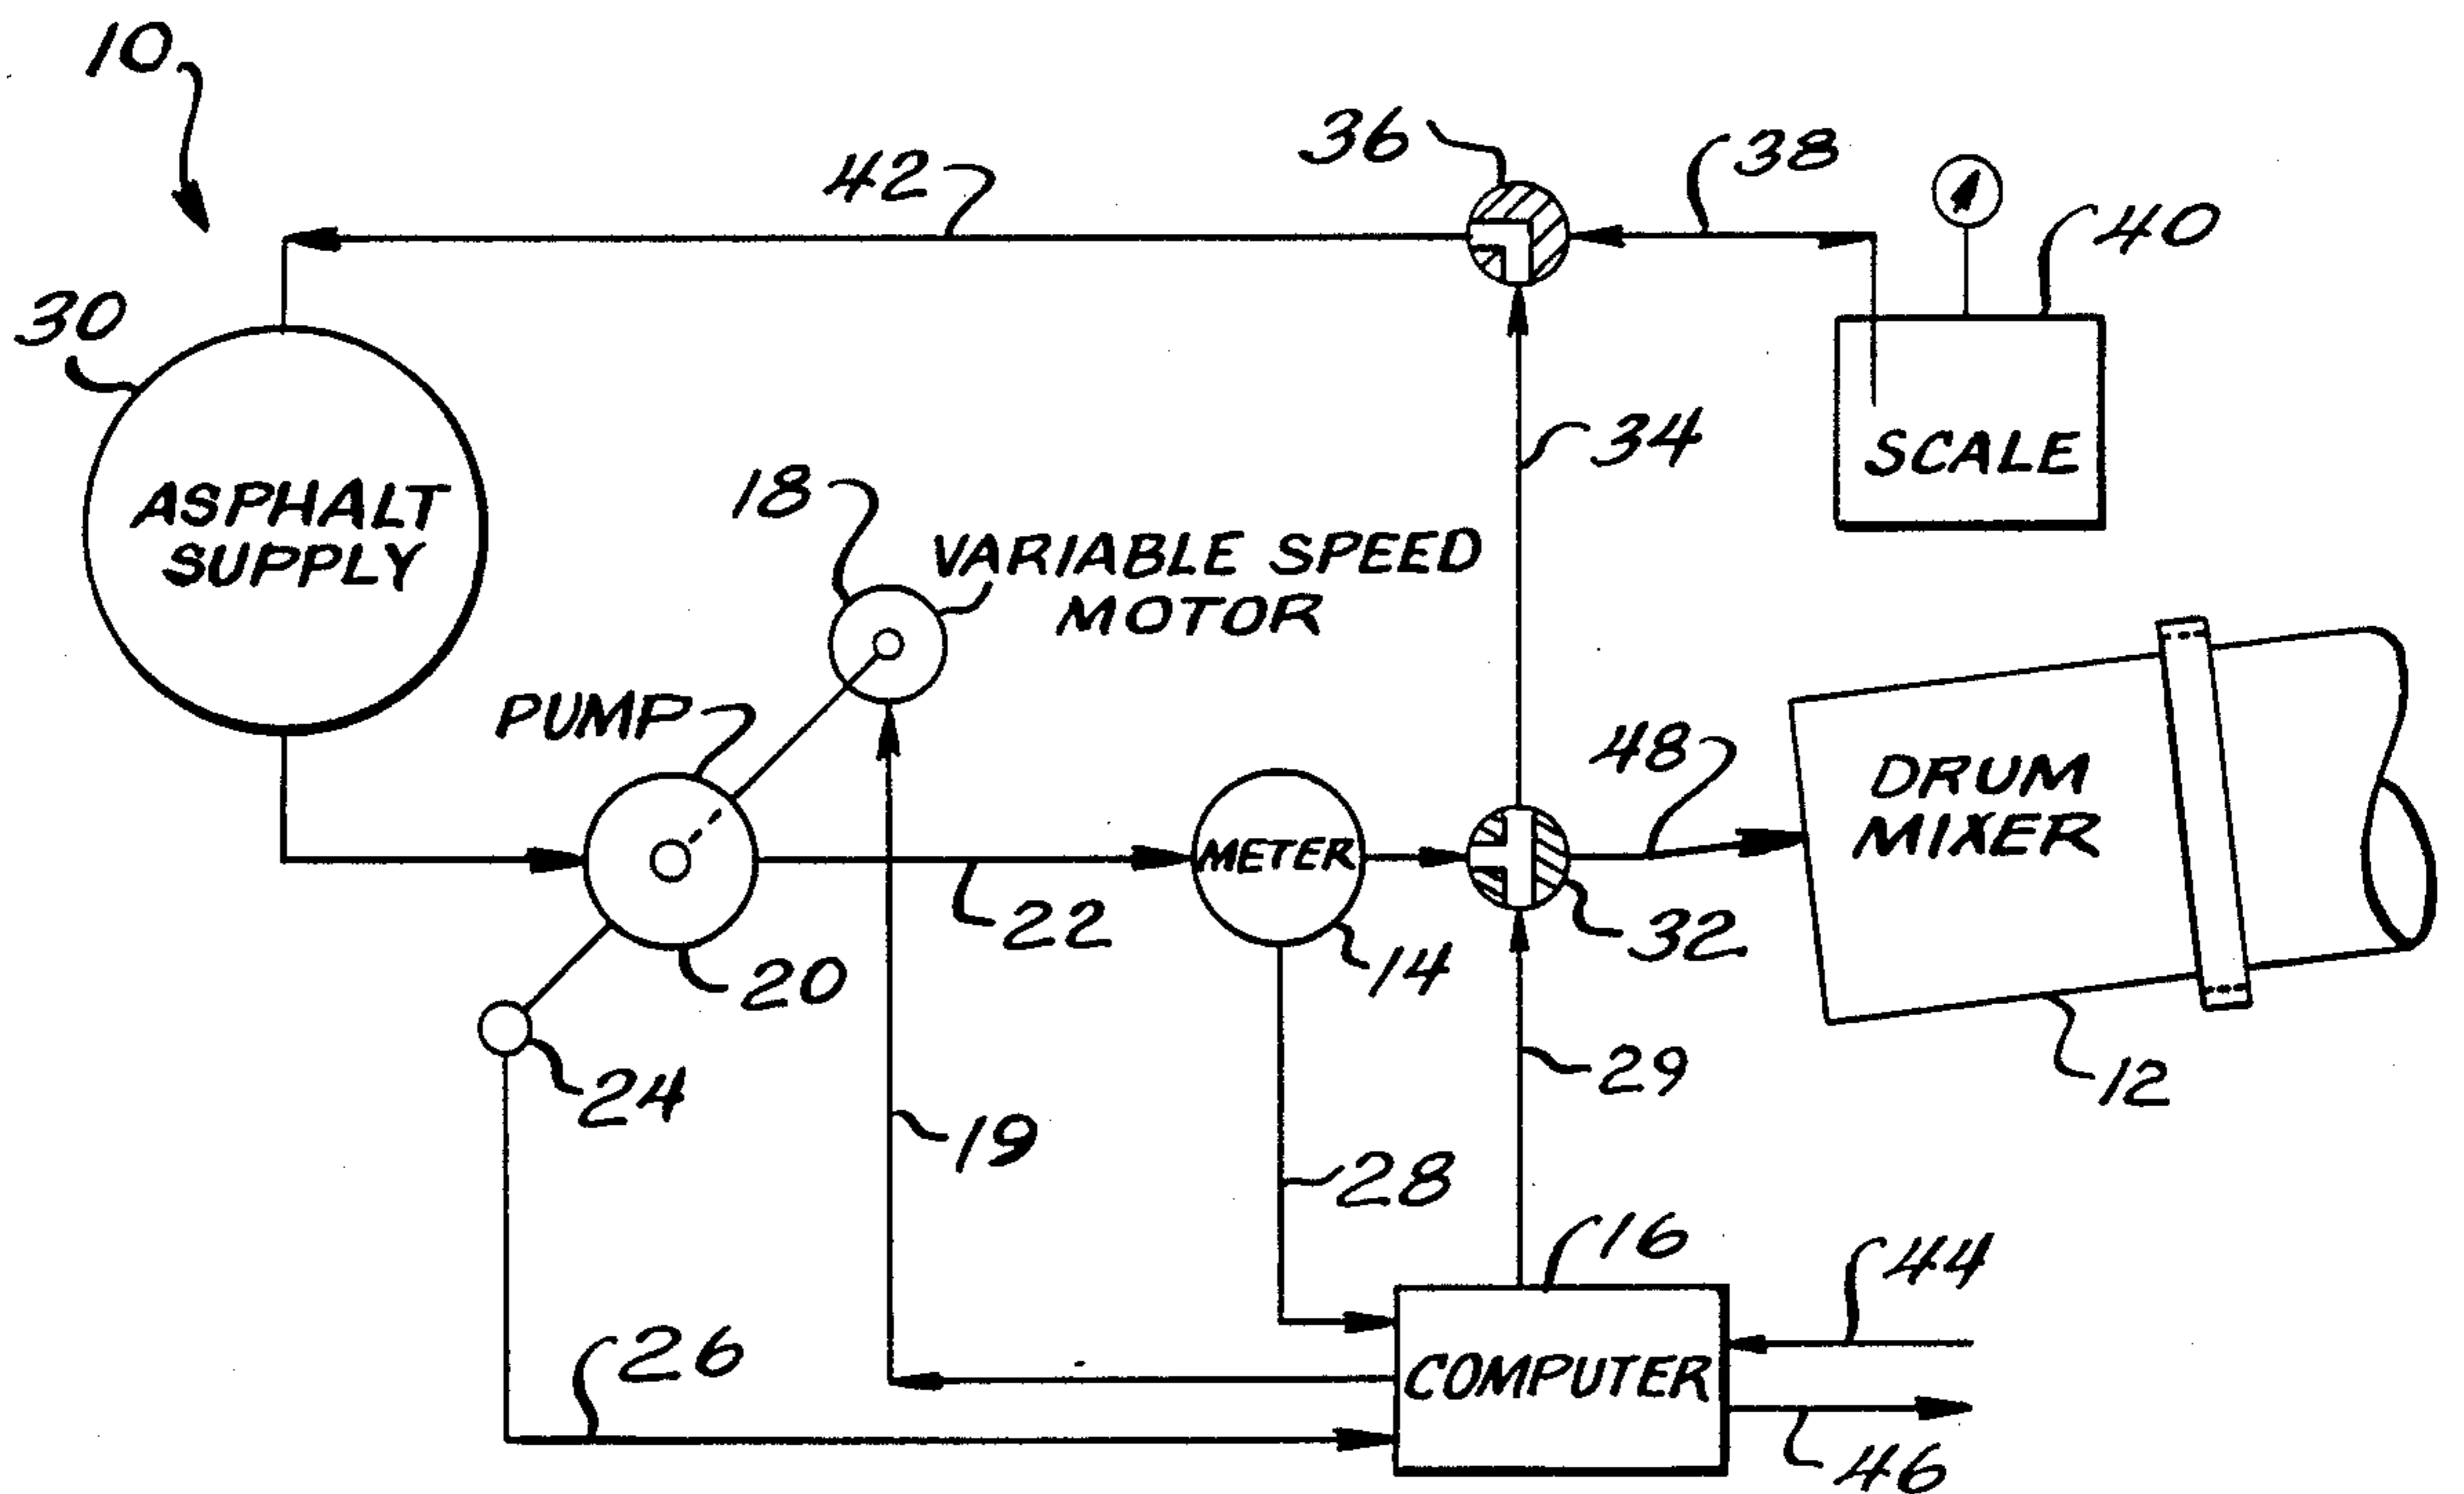 10
36
38
42
40
30
34
SCALE
18
ASPHALT
SUPPLY
VARIABLE SPEED
MOTOR
PUMP
48
DRUM
MIXER
METER
22
32
14
20
24
29
12
19
28
16
44
26
COMPUTER
46